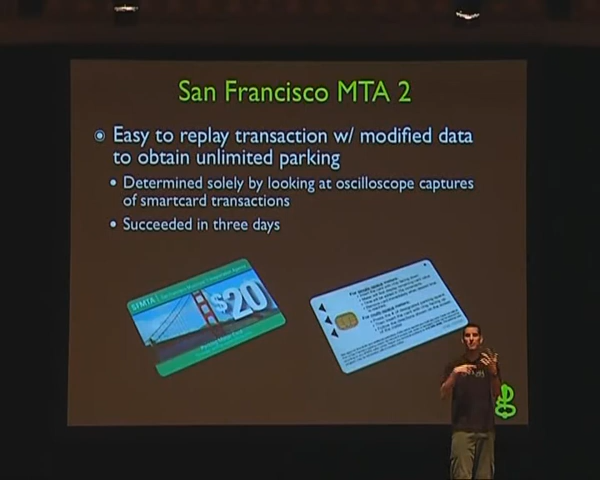 San Francisco MTA 2
Easy to replay transaction w/ modified data
to obtain unlimited parking
Determined solely by looking at oscilloscope captures
of smartcard transactions
Succeeded in three days
SFMTA
$20